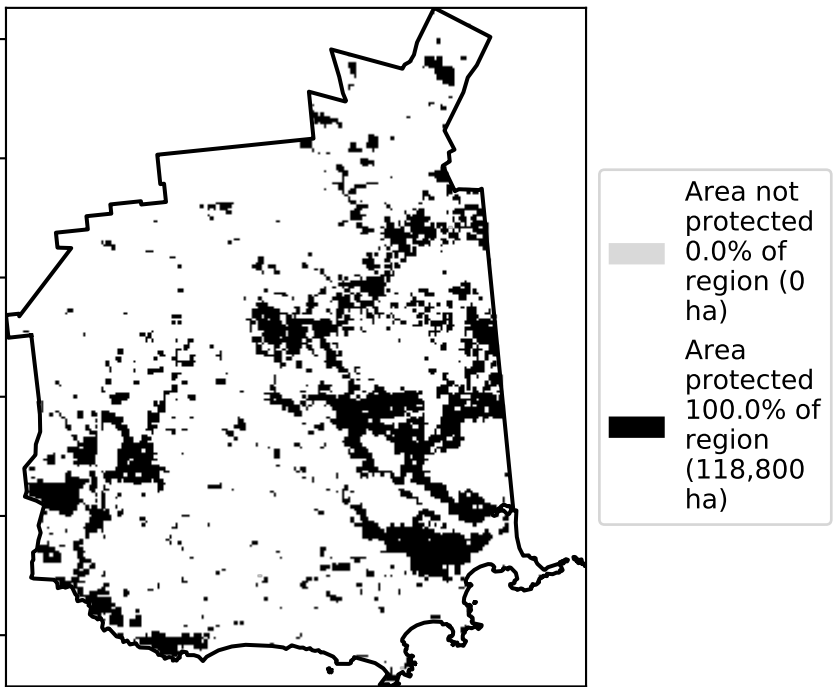 Area not
protected
0.0% of
region (0
ha)
Area
protected
100.0% of
region
(118,800
ha)